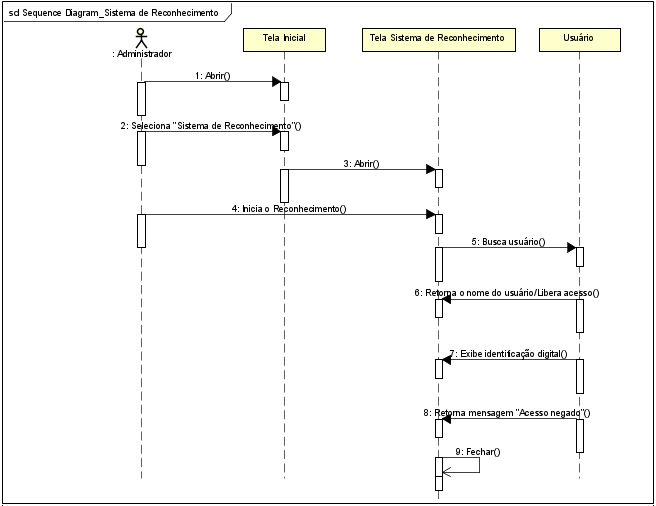 sd Sequence Diagram_Sistema de Reconhecimento
: Administrador
Tela Inicial
Tela Sistema de Reconhecimento
Usuário
1: Abrir()
2: Seleciona "Sistema de Reconhecimento"()
3: Abrir()
4: Inicia o Reconhecimento()
5: Busca usuário()
6: Retorna o nome do usuário/Libera acesso()
7: Exibe identificação digital()
8: Retorna mensagem "Acesso negado"()
9: Fechar()